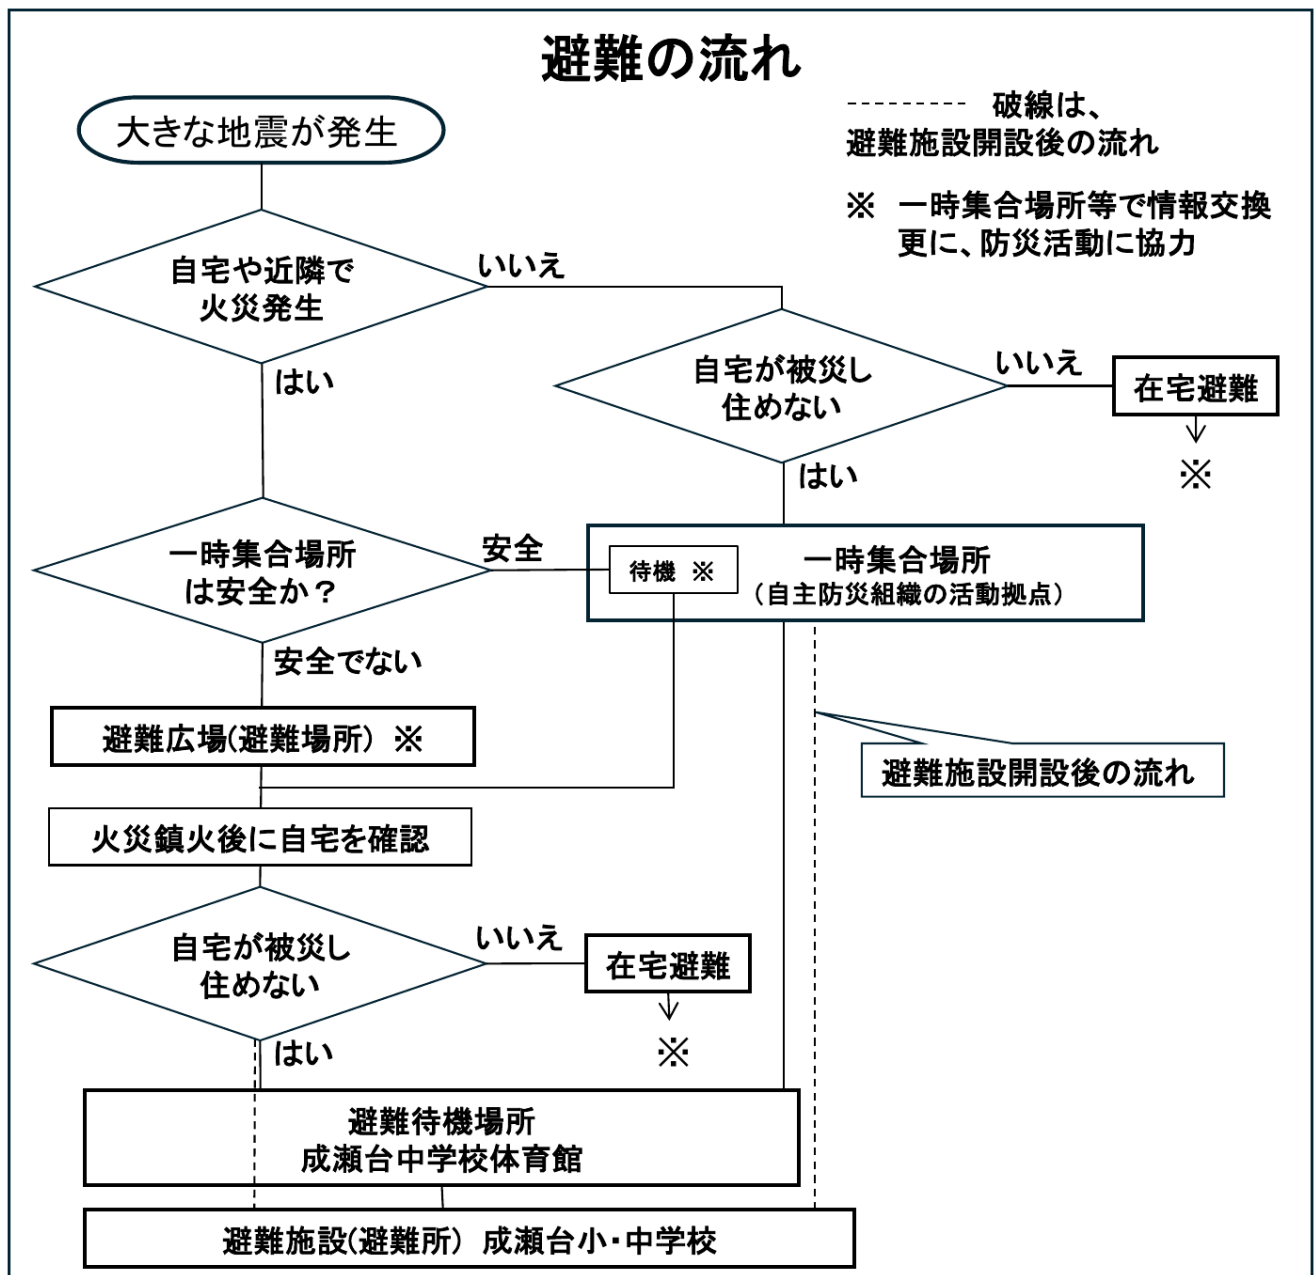 避難の流れ
大きな地震が発生
破線は、
避難施設開設後の流れ
※ 一時集合場所等で情報交換
更に、防災活動に協力
自宅や近隣で
火災発生
いいえ
はい
自宅が被災し
住めない
いいえ
在宅避難
※
はい
一時集合場所
は安全か？
安全
待機 ※
一時集合場所
（自主防災組織の活動拠点）
安全でない
避難広場(避難場所） ※
避難施設開設後の流れ
火災鎮火後に自宅を確認
自宅が被災し
住めない
いいえ
在宅避難
※
はい
避難待機場所
成瀬台中学校体育館
避難施設(避難所） 成瀬台小・中学校